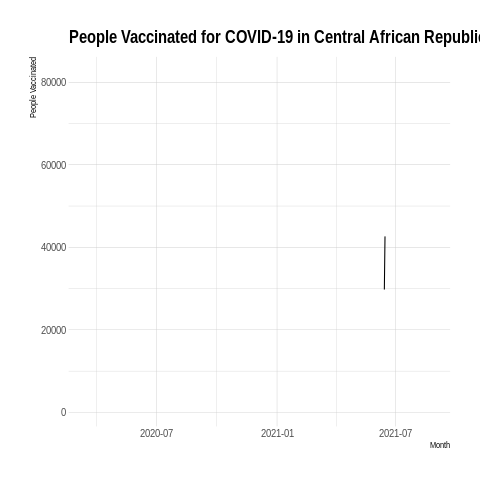 People Vaccinated for COVID-19 in Central African Republi
People Vaccinated
80000
60000
40000
20000
0
2020-07
2021-01
2021-07
Month